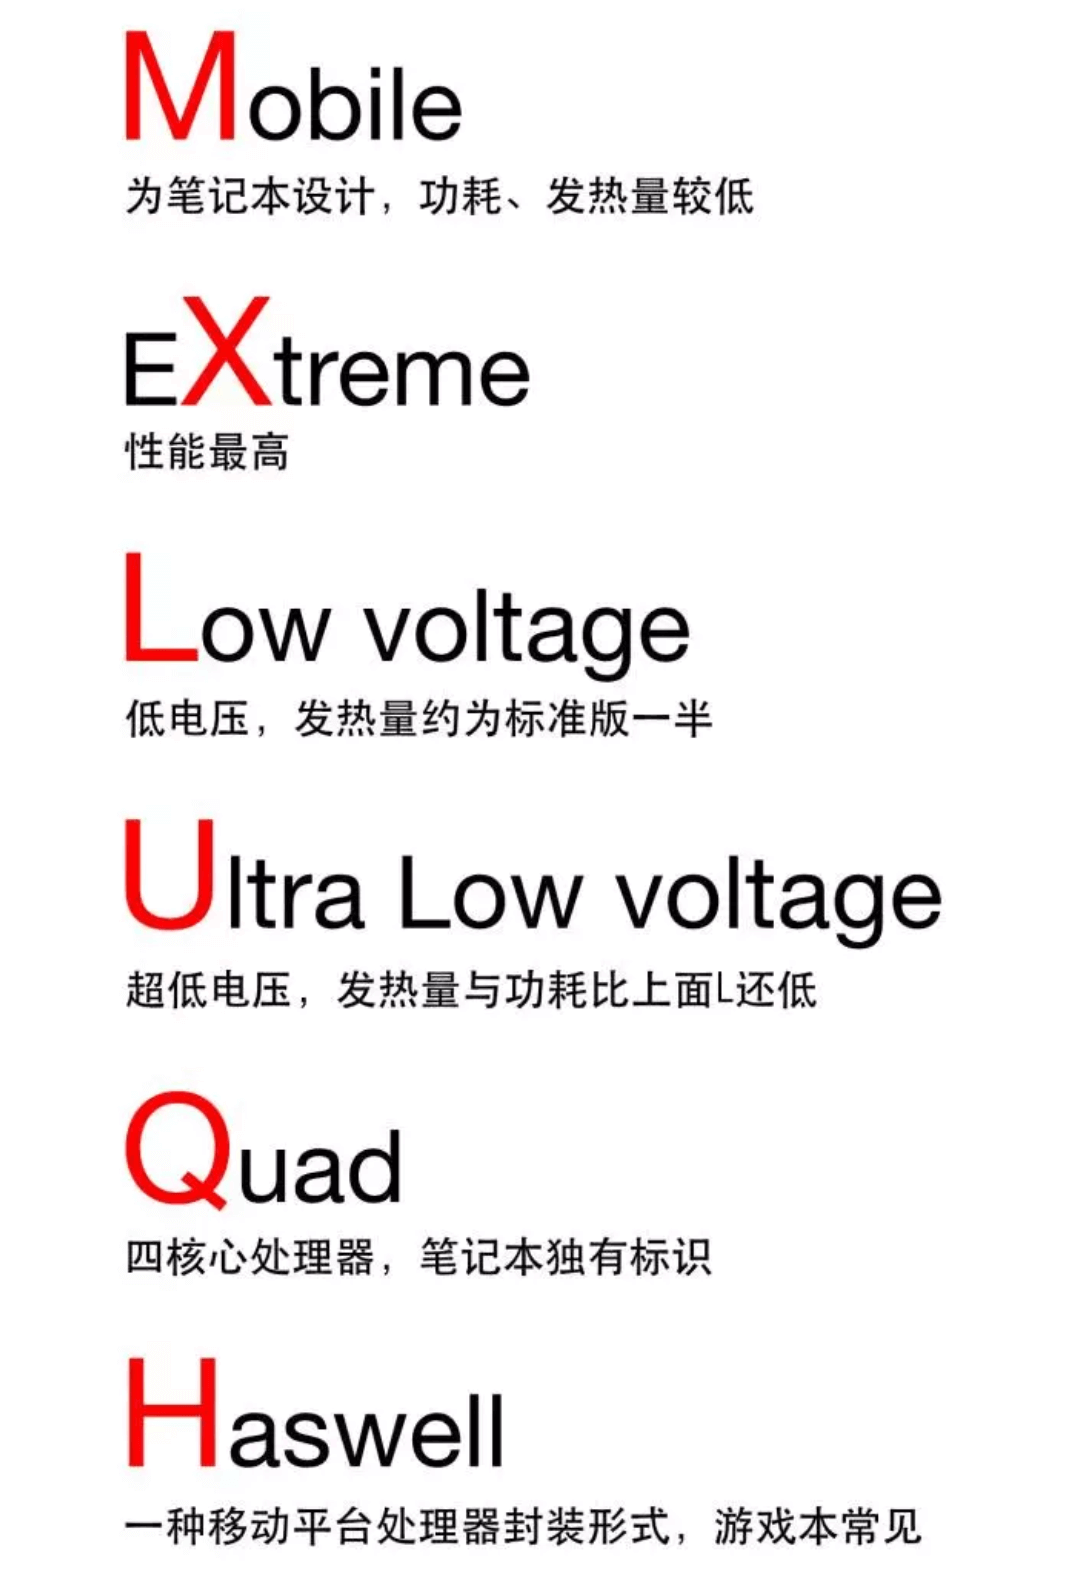 Mobile
为笔记本设计，功耗、发热量较低
EXtreme
性能最高
Low voltage
低电压，发热量约为标准版一半
Ultra Low voltage
超低电压，发热量与功耗比上面L还低
Quad
四核心处理器，笔记本独有标识
Haswell
一种移动平台处理器封装形式，游戏本常见